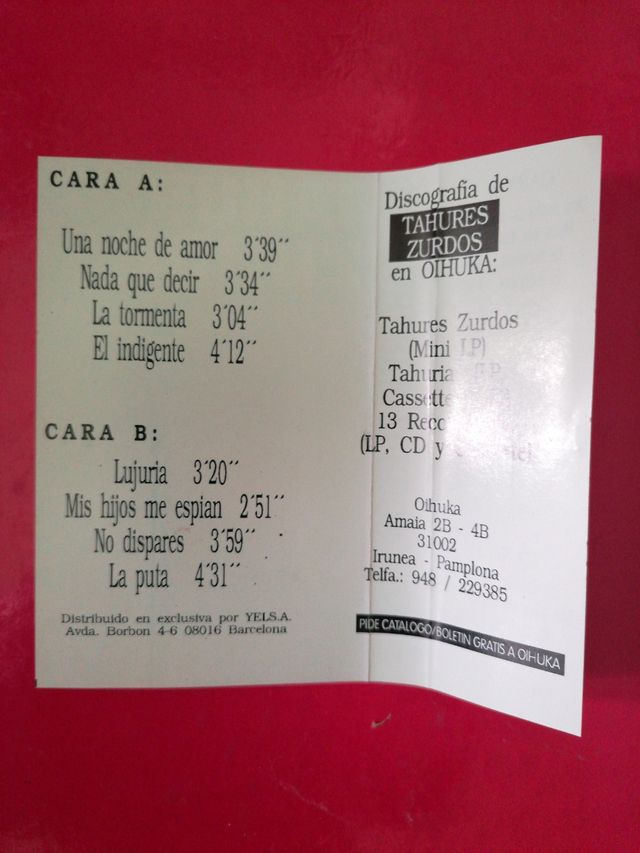 CARA A:
Una noche de amor 3´39´´
Nada que decir 3´34´´
La tormenta 3´04´´
El indigente 4´12´´
CARA B:
Lujuria 3´20´´
Mis hijos me espian 2´51´´
No dispares 3´59´´
La puta 4´31´´
Distribuido en exclusiva por YELS.A.
Avda. Borbon 4-6 08016 Barcelona
Discografía de
TAHURES
ZURDOS
en OIHUKA:
Tahures Zurdos
(Mini LP)
Tahuria (LP
Cassette
13
(LP, CD y
Oihuka
Amaia 2B - 4B
31002
Irunea - Pamplona
Telfa.: 948 / 229385
PIDE CATALOGO/BOLETIN GRATIS A OIHUKA